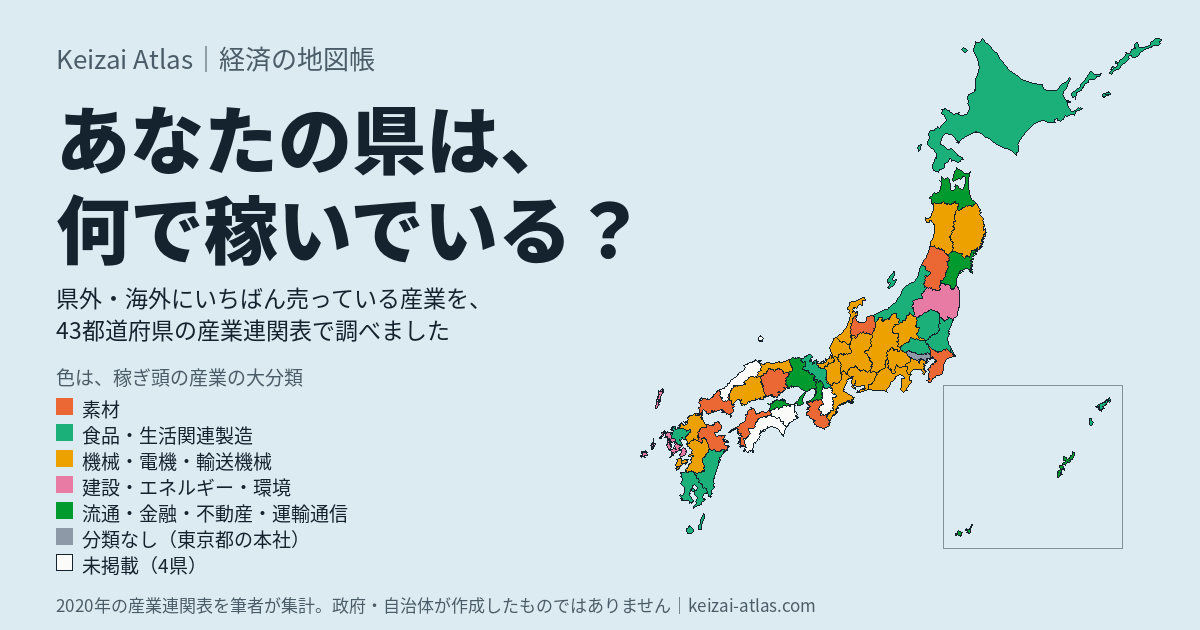 Keizai Atlas｜経済の地図帳
あなたの県は、
何で稼いでいる？
県外・海外にいちばん売っている産業を、
43都道府県の産業連関表で調べました
色は、稼ぎ頭の産業の大分類
素材
食品・生活関連製造
機械・電機・輸送機械
建設・エネルギー・環境
流通・金融・不動産・運輸通信
分類なし（東京都の本社）
未掲載（4県）
2020年の産業連関表を筆者が集計。政府・自治体が作成したものではありません｜keizai-atlas.com